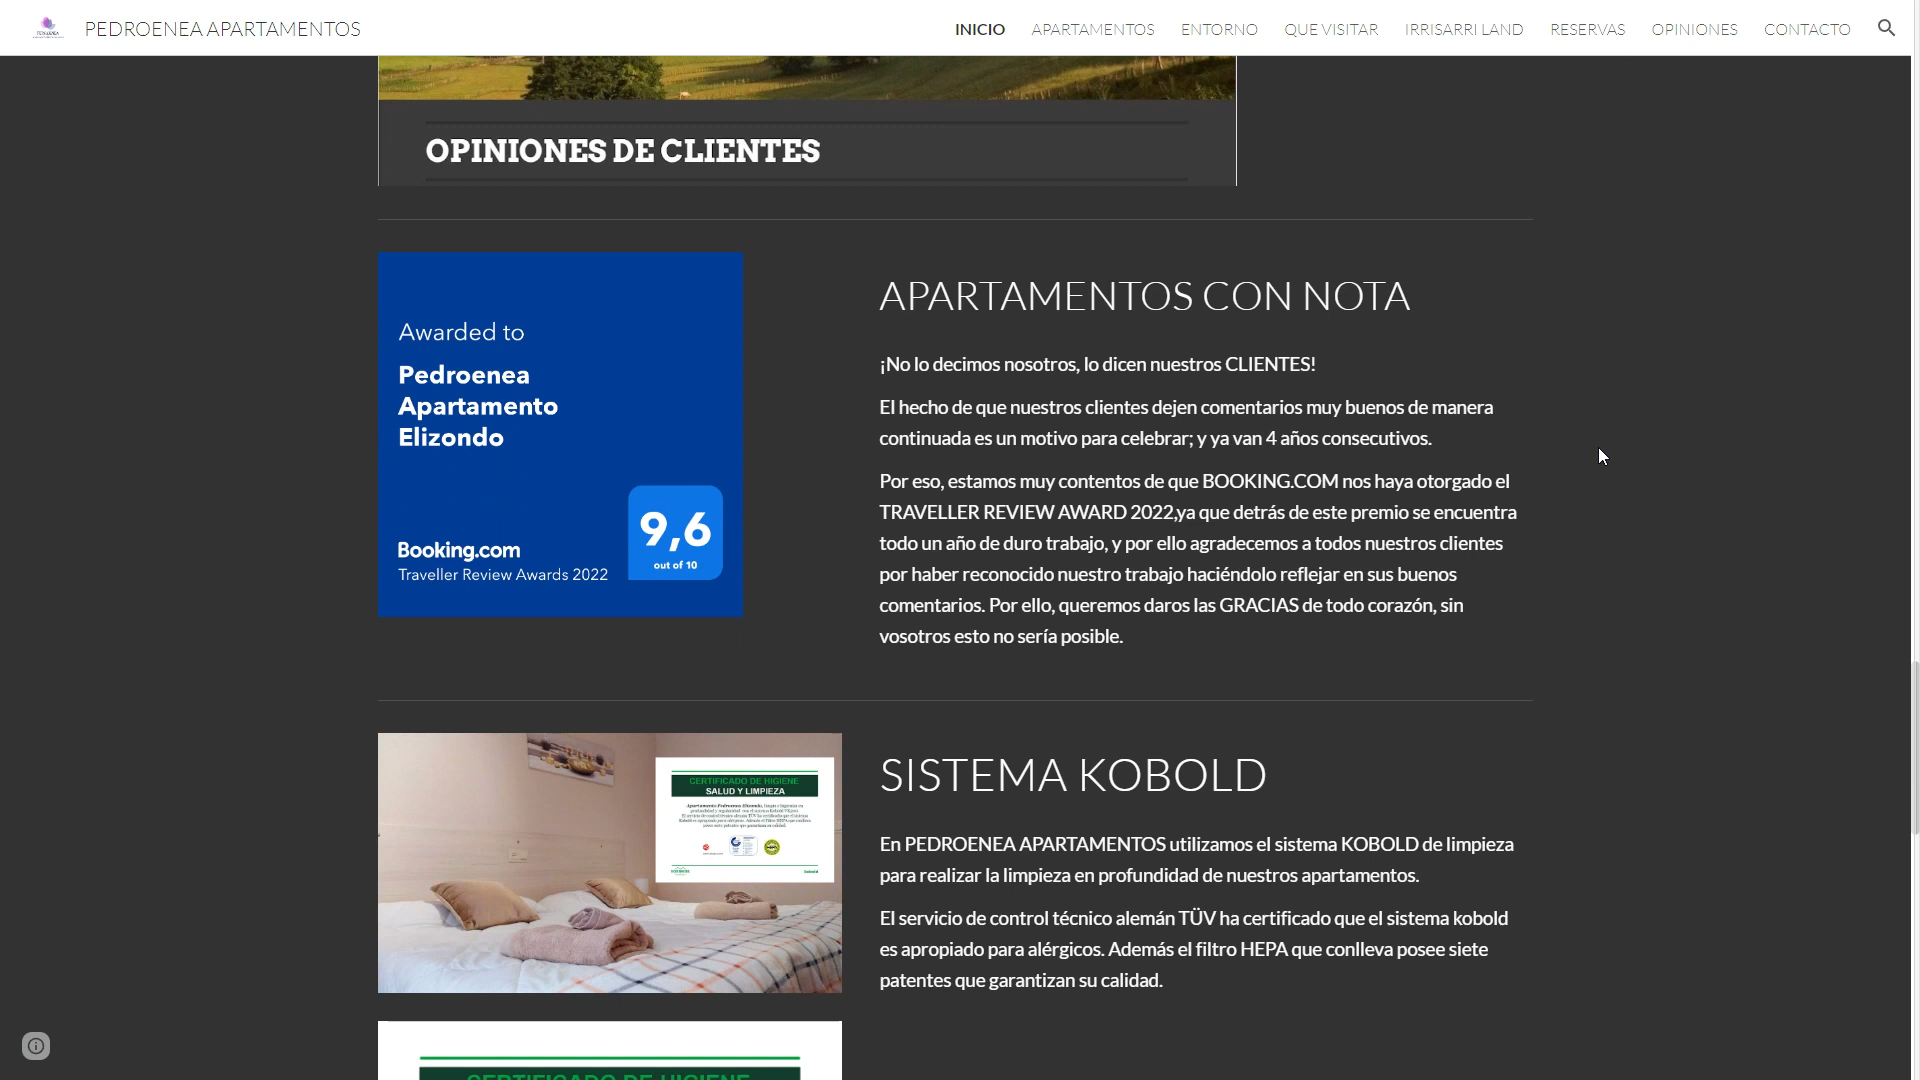 PEDROENEA APARTAMENTOS
INICIO
APARTAMENTOS
ENTORNO
QUE VISITAR
IRRISARRI LAND
RESERVAS
OPINIONES
CONTACTO
OPINIONES DE CLIENTES
Awarded to
Pedroenea
Apartamento
Elizondo
9,6
out of 10
Booking.com
Traveller Review Awards 2022
APARTAMENTOS CON NOTA
¡No lo decimos nosotros, lo dicen nuestros CLIENTES!
El hecho de que nuestros clientes dejen comentarios muy buenos de manera
continuada es un motivo para celebrar; y ya van 4 años consecutivos.
Por eso, estamos muy contentos de que BOOKING.COM nos haya otorgado el
TRAVELLER REVIEW AWARD 2022,ya que detrás de este premio se encuentra
todo un año de duro trabajo, y por ello agradecemos a todos nuestros clientes
por haber reconocido nuestro trabajo haciéndolo reflejar en sus buenos
comentarios. Por ello, queremos daros las GRACIAS de todo corazón, sin
vosotros esto no sería posible.
CERTIFICADO DE HIGIENE
SALUD Y LIMPIEZA
SISTEMA KOBOLD
En PEDROENEA APARTAMENTOS utilizamos el sistema KOBOLD de limpieza
para realizar la limpieza en profundidad de nuestros apartamentos.
El servicio de control técnico alemán TÜV ha certificado que el sistema kobold
es apropiado para alérgicos. Además el filtro HEPA que conlleva posee siete
patentes que garantizan su calidad.
CERTIFICADO DE HIGIENE